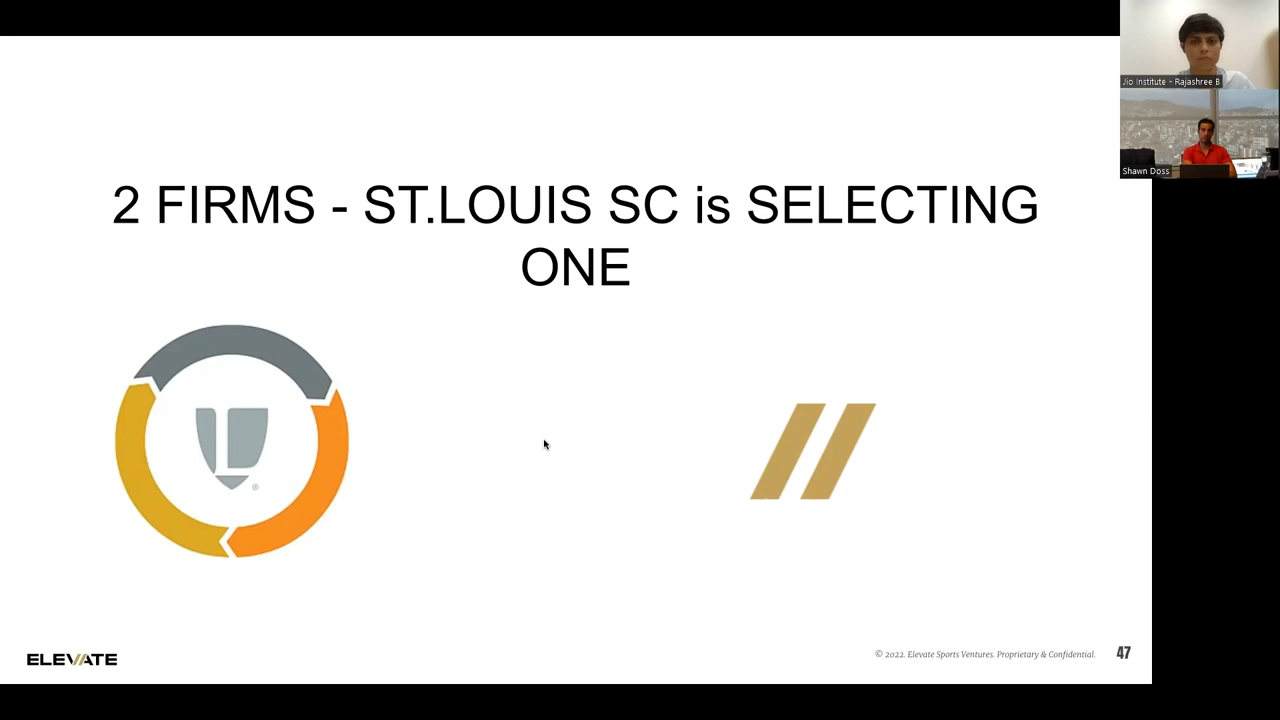 Jio Institute - Rajashree B
Shawn Doss
2 FIRMS - ST.LOUIS SC is SELECTING
ONE
L
®
ELEVATE
© 2022. Elevate Sports Ventures. Proprietary & Confidential.
47